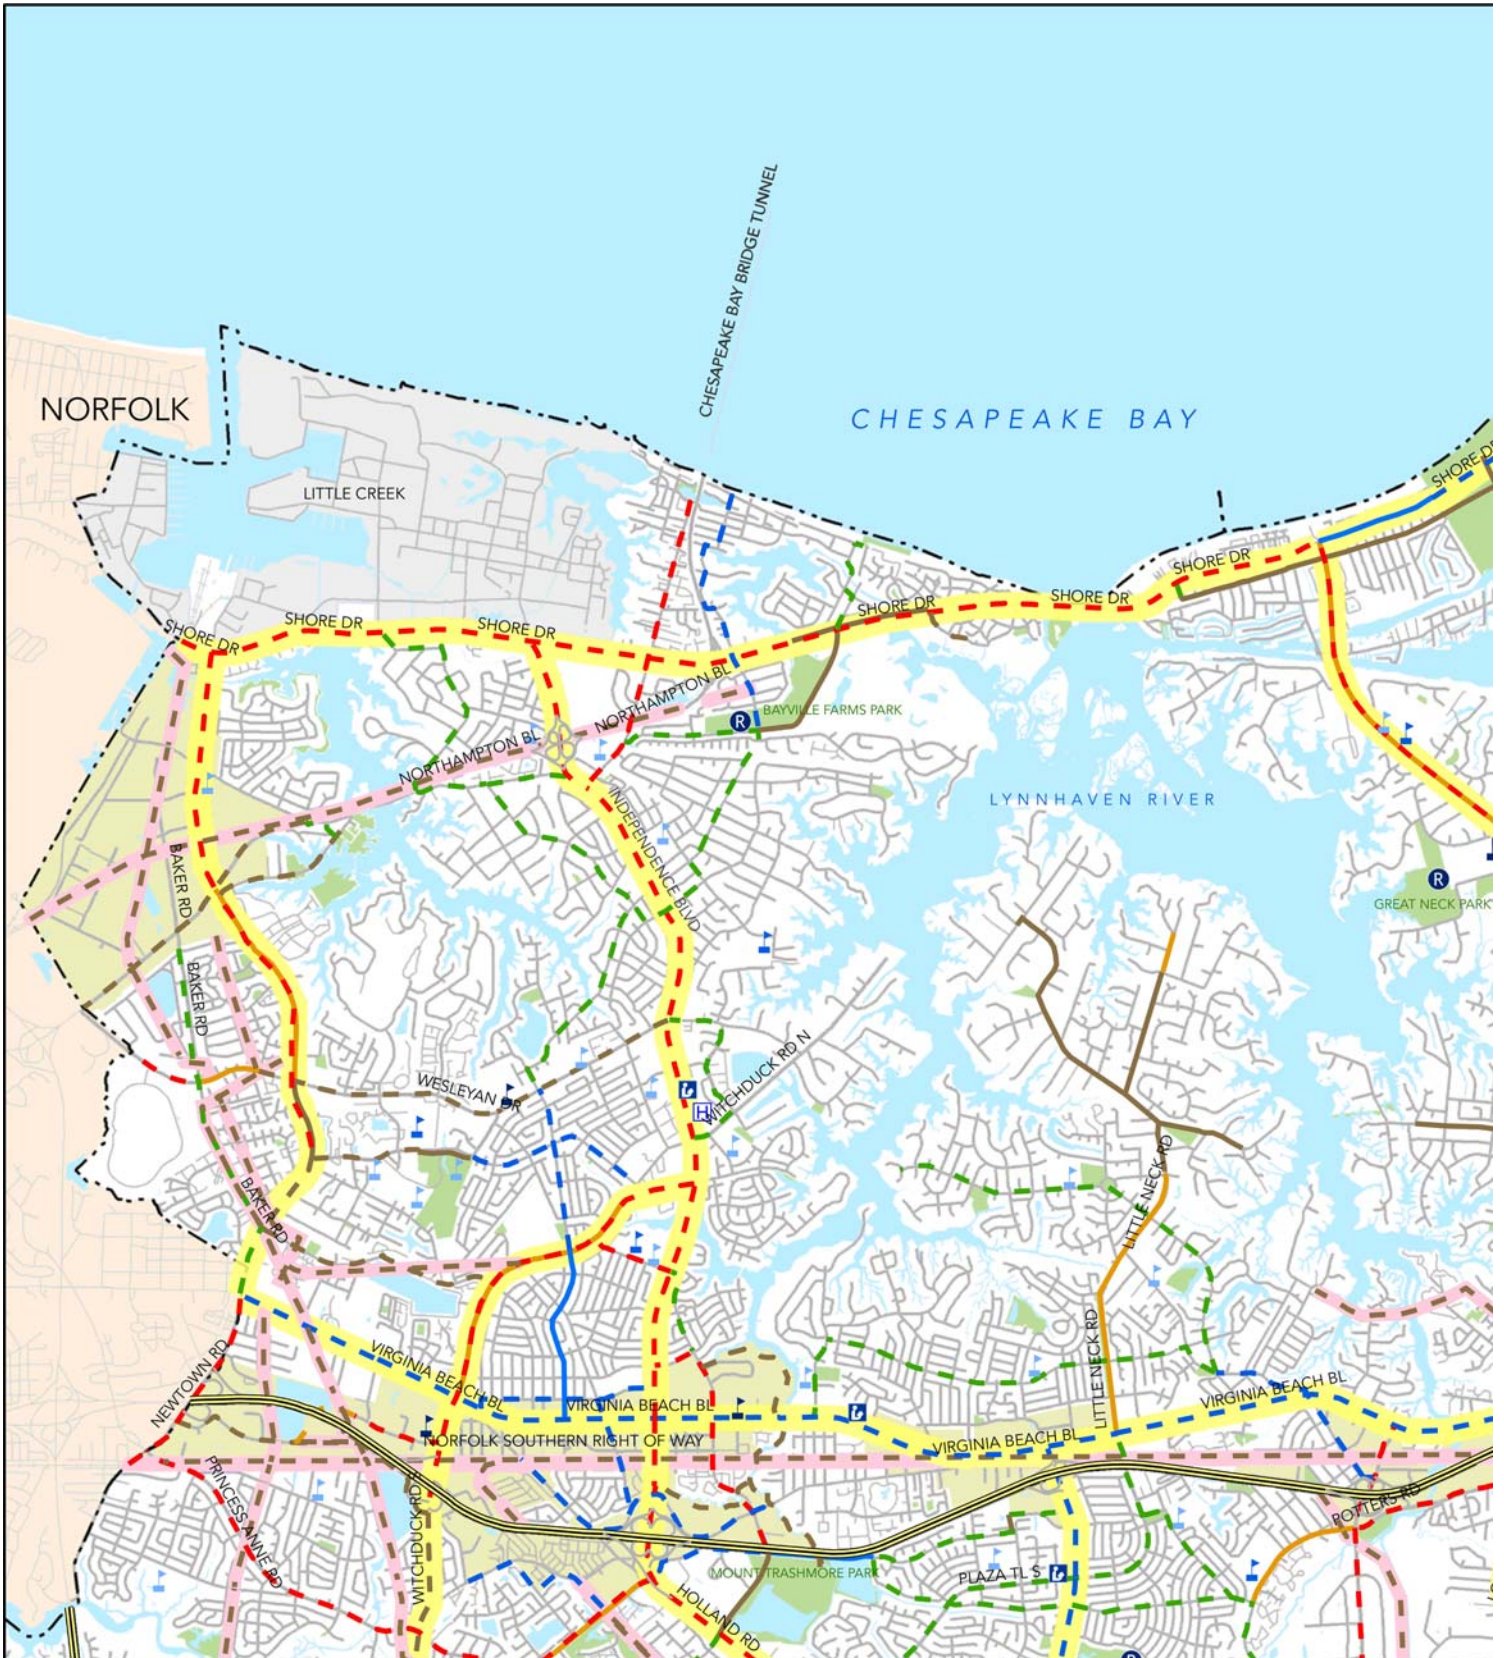 CHESAPEAKE BAY BRIDGE TUNNEL
NORFOLK
CHESAPEAKE BAY
SHORE DR
LITTLE CREEK
SHORE DR
SHORE DR
SHORE DR
SHORE DR
SHORE DR
SHORE DR
SHORE DR
NORTHAMPTON BL
R
BAYVILLE FARMS PARK
NORTHAMPTON BL
LYNNHAVEN RIVER
INDEPENDENCE BLVD
BAKER RD
R
GREAT NECK PARK
BAKER RD
WITCHDUCK RD N
WESLEYAN DR
H
LITTLE NECK RD
BAKER RD
LITTLE NECK RD
NEWTOWN RD
VIRGINIA BEACH BL
VIRGINIA BEACH BL
VIRGINIA BEACH BL
VIRGINIA BEACH BL
NORFOLK SOUTHERN RIGHT OF WAY
PRINCESS ANNE RD
WITCHDUCK RD S
POTTERS RD
MOUNT TRASHMORE PARK
PLAZA TL S
HOLLAND RD